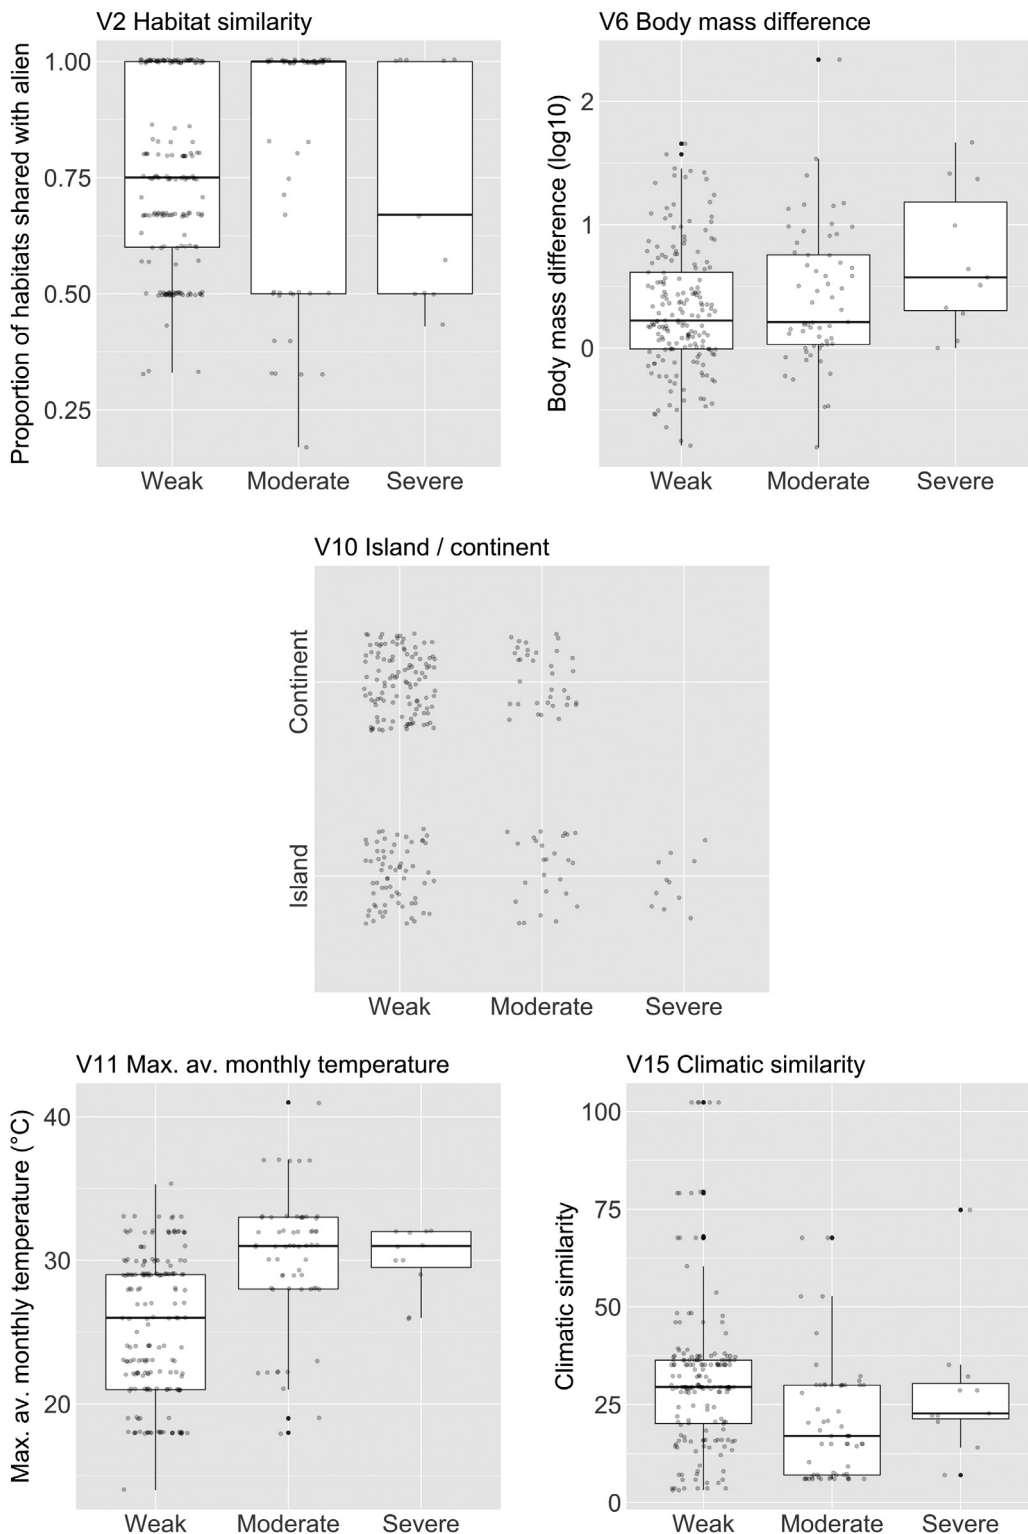 V2 Habitat similarity
Proportion of habitats shared with alien
1.00
0.75
0.50
0.25
Weak Moderate Severe
V6 Body mass difference
Body mass difference (log10)
2
1
0
Weak Moderate Severe
V10 Island / continent
Continent
Island
Weak Moderate Severe
V11 Max. av. monthly temperature
Max. av. monthly temperature (°C)
40
30
20
Weak Moderate Severe
V15 Climatic similarity
Climatic similarity
100
75
50
25
0
Weak Moderate Severe